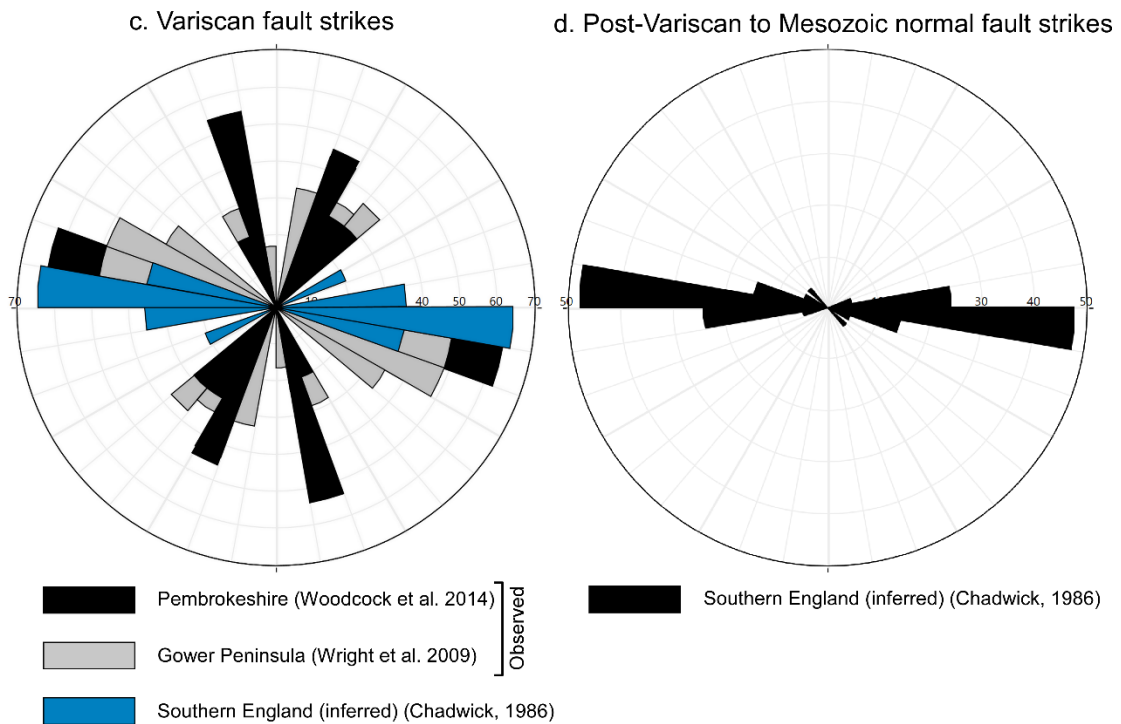 c. Variscan fault strikes
d. Post-Variscan to Mesozoic normal fault strikes
70 10 40 50 60 70
50 10 30 40 50
Pembrokeshire (Woodcock et al. 2014)
Gower Peninsula (Wright et al. 2009)
Observed
Southern England (inferred) (Chadwick, 1986)
Southern England (inferred) (Chadwick, 1986)